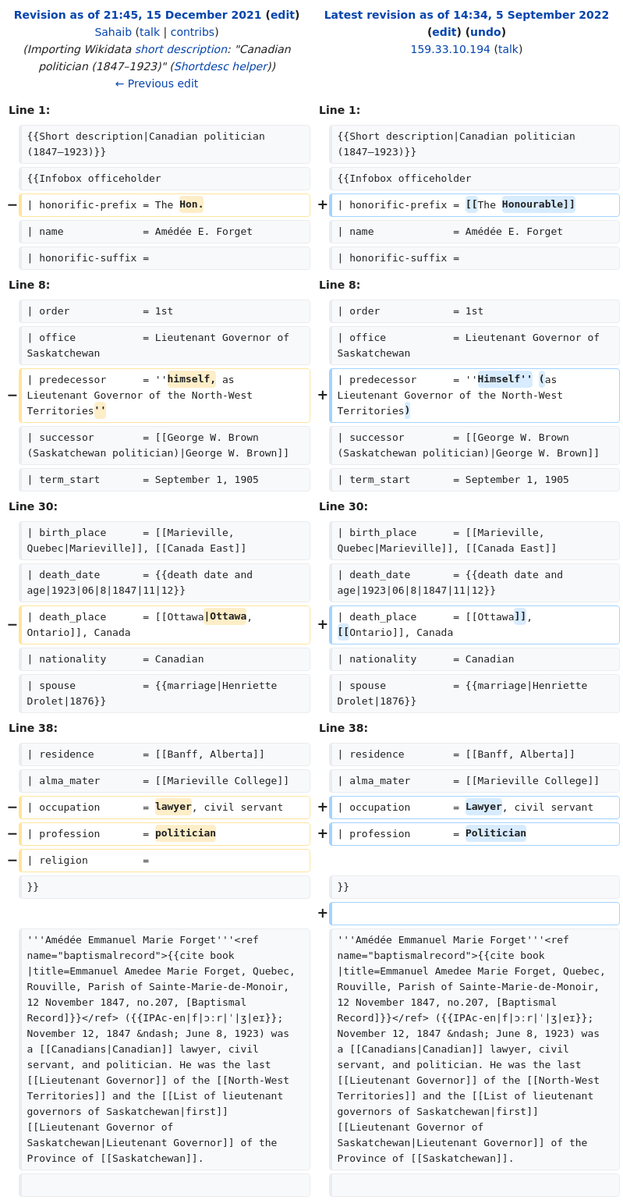 Revision as of 21:45, 15 December 2021 (edit)
Sahaib (talk | contribs)
(Importing Wikidata short description: "Canadian
politician (1847–1923)" (Shortdesc helper))
← Previous edit
Latest revision as of 14:34, 5 September 2022
(edit) (undo)
159.33.10.194 (talk)
Line 1:
Line 1:
{{Short description|Canadian politician
(1847–1923)}}
{{Short description|Canadian politician
(1847–1923)}}
{{Infobox officeholder
{{Infobox officeholder
− | honorific-prefix = The Hon.
+ | honorific-prefix = [[The Honourable]]
| name = Amédée E. Forget
| name = Amédée E. Forget
| honorific-suffix =
| honorific-suffix =
Line 8:
Line 8:
| order = 1st
| order = 1st
| office = Lieutenant Governor of
Saskatchewan
| office = Lieutenant Governor of
Saskatchewan
− | predecessor = ''himself, as
Lieutenant Governor of the North-West
Territories''
+ | predecessor = ''Himself'' (as
Lieutenant Governor of the North-West
Territories)
| successor = [[George W. Brown
(Saskatchewan politician)|George W. Brown]]
| successor = [[George W. Brown
(Saskatchewan politician)|George W. Brown]]
| term_start = September 1, 1905
| term_start = September 1, 1905
Line 30:
Line 30:
| birth_place = [[Marieville,
Quebec|Marieville]], [[Canada East]]
| birth_place = [[Marieville,
Quebec|Marieville]], [[Canada East]]
| death_date = {{death date and
age|1923|06|8|1847|11|12}}
| death_date = {{death date and
age|1923|06|8|1847|11|12}}
− | death_place = [[Ottawa|Ottawa,
Ontario]], Canada
+ | death_place = [[Ottawa]],
[[Ontario]], Canada
| nationality = Canadian
| nationality = Canadian
| spouse = {{marriage|Henriette
Drolet|1876}}
| spouse = {{marriage|Henriette
Drolet|1876}}
Line 38:
Line 38:
| residence = [[Banff, Alberta]]
| residence = [[Banff, Alberta]]
| alma_mater = [[Marieville College]]
| alma_mater = [[Marieville College]]
− | occupation = lawyer, civil servant
+ | occupation = Lawyer, civil servant
− | profession = politician
+ | profession = Politician
− | religion =
}}
}}
+
'''Amédée Emmanuel Marie Forget'''<ref
name="baptismalrecord">{{cite book
|title=Emmanuel Amedee Marie Forget, Quebec,
Rouville, Parish of Sainte-Marie-de-Monoir,
12 November 1847, no.207, [Baptismal
Record]}}</ref> ({{IPAc-en|f|ɔːr|ˈ|ʒ|eɪ}};
November 12, 1847 &ndash; June 8, 1923) was
a [[Canadians|Canadian]] lawyer, civil
servant, and politician. He was the last
[[Lieutenant Governor]] of the [[North-West
Territories]] and the [[List of lieutenant
governors of Saskatchewan|first]]
[[Lieutenant Governor of
Saskatchewan|Lieutenant Governor]] of the
Province of [[Saskatchewan]].
'''Amédée Emmanuel Marie Forget'''<ref
name="baptismalrecord">{{cite book
|title=Emmanuel Amedee Marie Forget, Quebec,
Rouville, Parish of Sainte-Marie-de-Monoir,
12 November 1847, no.207, [Baptismal
Record]}}</ref> ({{IPAc-en|f|ɔːr|ˈ|ʒ|eɪ}};
November 12, 1847 &ndash; June 8, 1923) was
a [[Canadians|Canadian]] lawyer, civil
servant, and politician. He was the last
[[Lieutenant Governor]] of the [[North-West
Territories]] and the [[List of lieutenant
governors of Saskatchewan|first]]
[[Lieutenant Governor of
Saskatchewan|Lieutenant Governor]] of the
Province of [[Saskatchewan]].